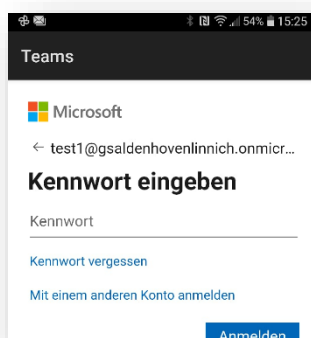 54% 15:25
Teams
Microsoft
← test1@gsaldenhovenlinnich.onmicr...
Kennwort eingeben
Kennwort
Kennwort vergessen
Mit einem anderen Konto anmelden
Anmelden